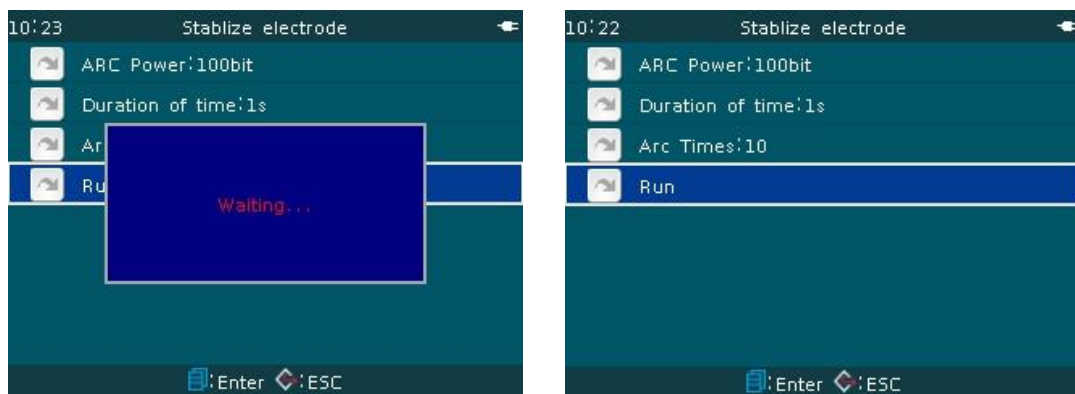 10:23 Stablize electrode
ARC Power:100bit
Duration of time:1s
Ar
Ru
Waiting...
:Enter :ESC
10:22 Stablize electrode
ARC Power:100bit
Duration of time:1s
Arc Times:10
Run
:Enter :ESC